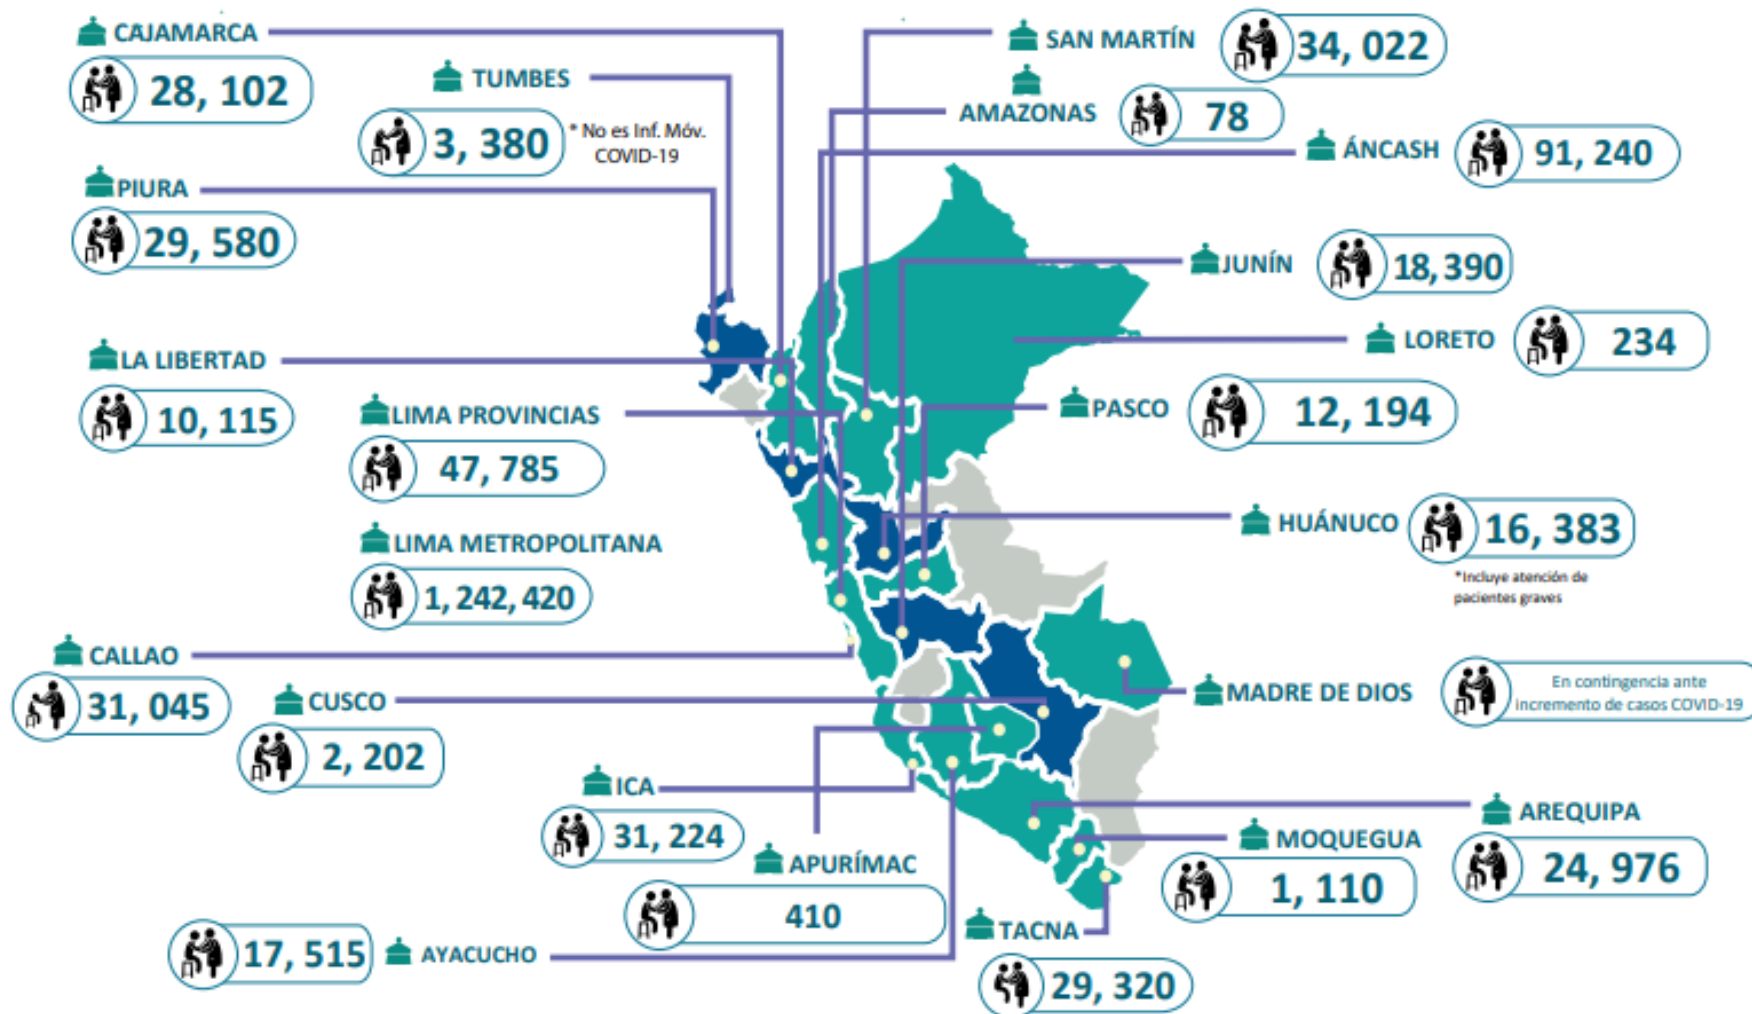 CAJAMARCA
28, 102
TUMBES
3, 380
* No es Inf. Móv.
COVID-19
PIURA
29, 580
LA LIBERTAD
10, 115
LIMA PROVINCIAS
47, 785
LIMA METROPOLITANA
1, 242, 420
CALLAO
31, 045
CUSCO
2, 202
ICA
31, 224
APURÍMAC
410
17, 515
AYACUCHO
SAN MARTÍN
34, 022
AMAZONAS
78
ÁNCASH
91, 240
JUNÍN
18, 390
LORETO
234
PASCO
12, 194
HUÁNUCO
16, 383
*Incluye atención de
pacientes graves
MADRE DE DIOS
En contingencia ante
incremento de casos COVID-19
AREQUIPA
24, 976
MOQUEGUA
1, 110
TACNA
29, 320